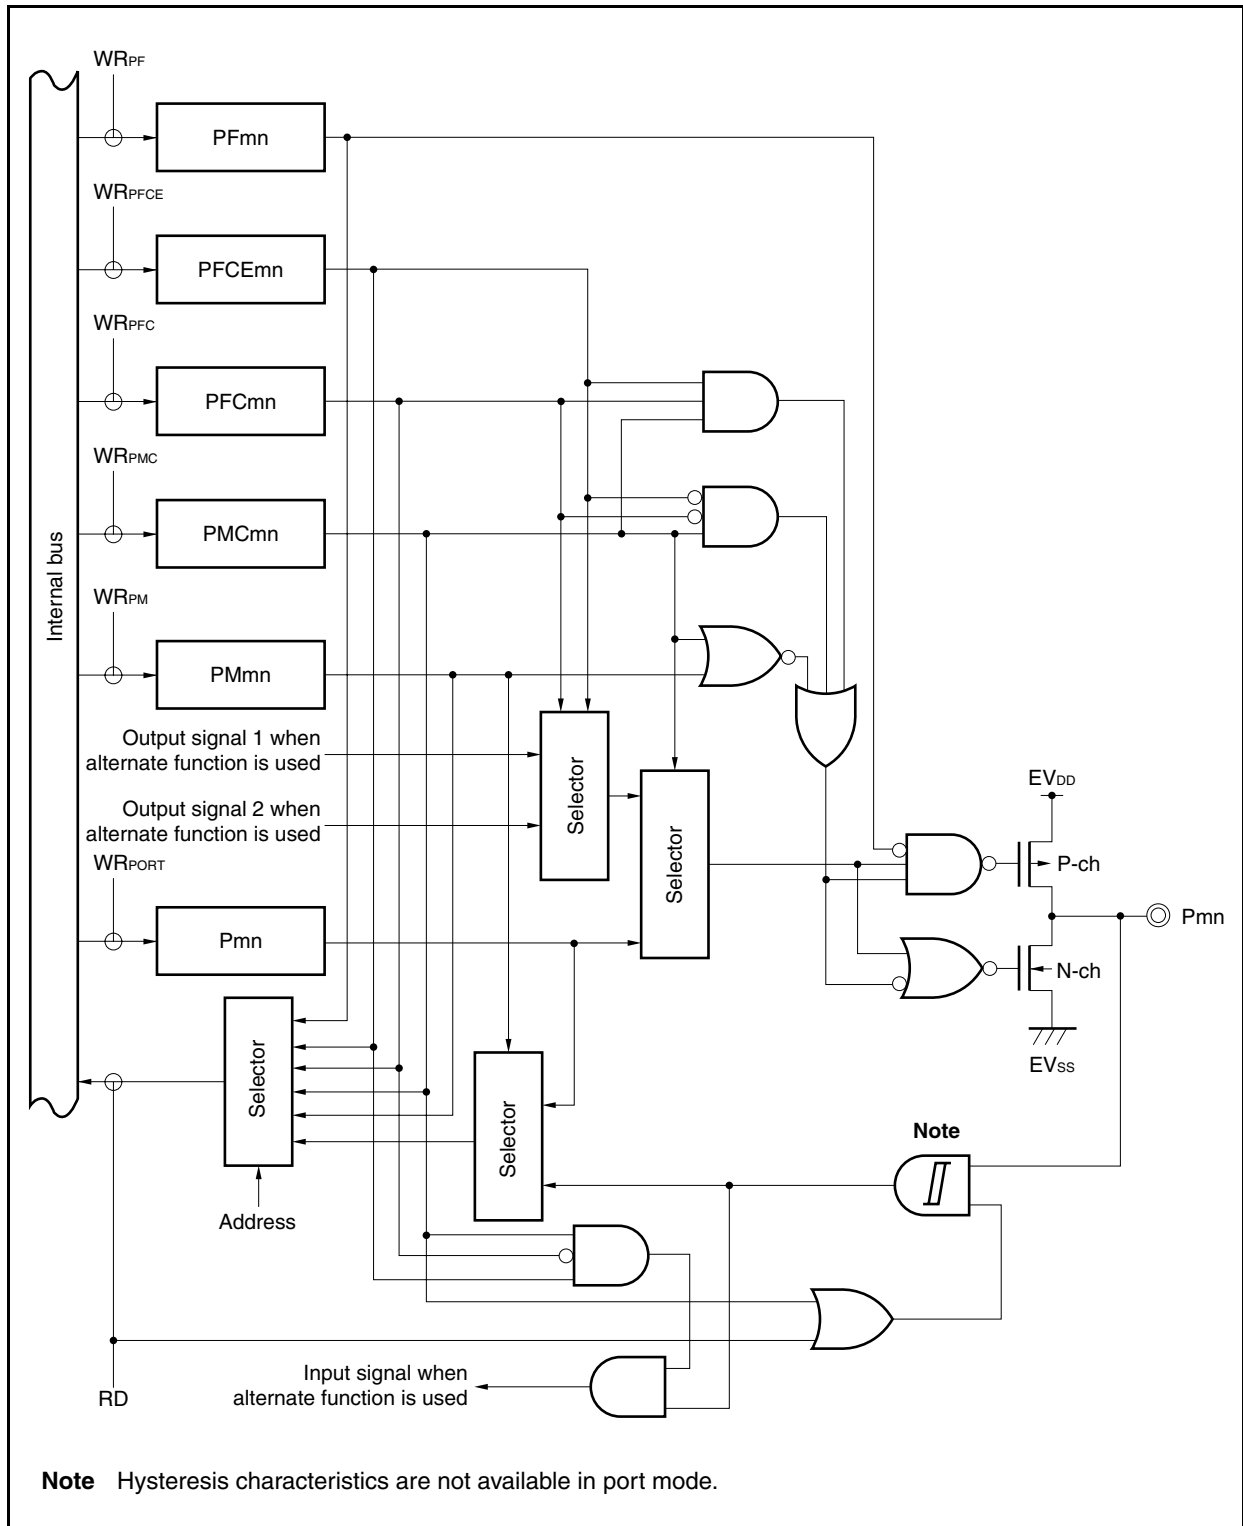 WRPF
PFmn
WRPFCE
PFCEmn
WRPFC
PFCmn
WRPMC
PMCmn
Internal bus
WRPM
PMmn
Output signal 1 when
alternate function is used
Output signal 2 when
alternate function is used
Selector
Selector
EVDD
P-ch
WRPORT
Pmn
Pmn
N-ch
EVSS
Selector
Selector
Address
Note
Input signal when
alternate function is used
RD
Note Hysteresis characteristics are not available in port mode.